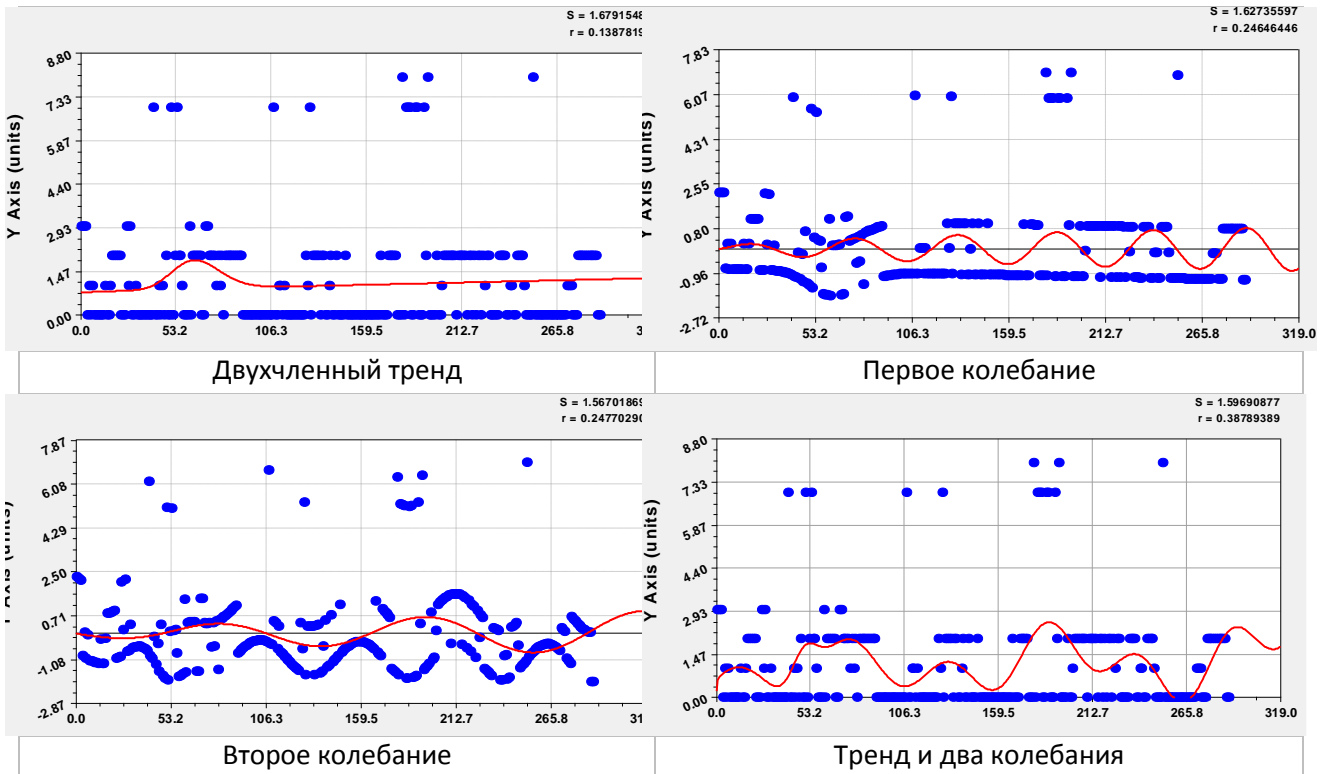 S = 1.6791548
r = 0.1387819
Y Axis (units)
8.80
7.33
5.87
4.40
2.93
1.47
0.00
0.0 53.2 106.3 159.5 212.7 265.8 3
Двухчленный тренд
S = 1.62735597
r = 0.24646446
Y Axis (units)
7.83
6.07
4.31
2.55
0.80
-0.96
-2.72
0.0 53.2 106.3 159.5 212.7 265.8 319.0
Первое колебание
S = 1.56701869
r = 0.24770290
Axis (units)
7.87
6.08
4.29
2.50
0.71
-1.08
-2.87
0.0 53.2 106.3 159.5 212.7 265.8 31
Второе колебание
S = 1.59690877
r = 0.38789389
Y Axis (units)
8.80
7.33
5.87
4.40
2.93
1.47
0.00
0.0 53.2 106.3 159.5 212.7 265.8 319.0
Тренд и два колебания